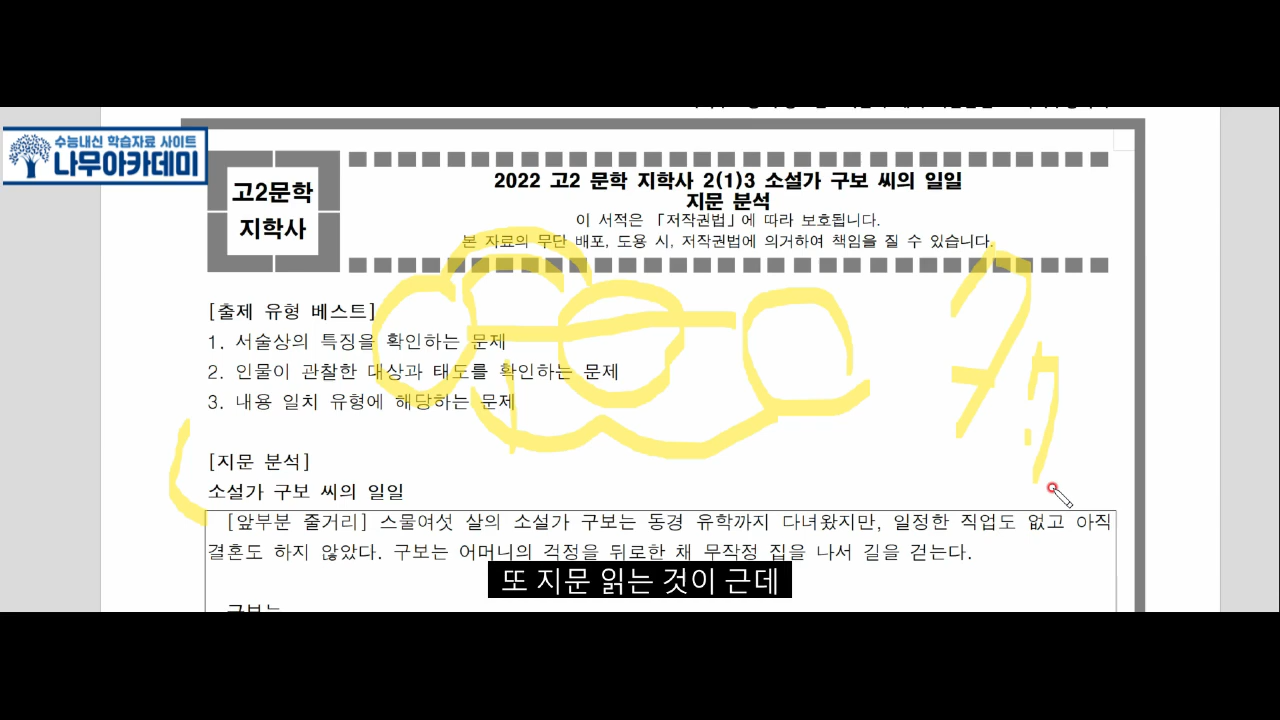 수능내신 학습자료 사이트
나무아카데미
고2문학
지학사
2022 고2 문학 지학사 2(1)3 소설가 구보 씨의 일일
지문 분석
이 서적은 「저작권법」에 따라 보호됩니다.
본 자료의 무단 배포, 도용 시, 저작권법에 의거하여 책임을 질 수 있습니다.
[출제 유형 베스트]
1. 서술상의 특징을 확인하는 문제
2. 인물이 관찰한 대상과 태도를 확인하는 문제
3. 내용 일치 유형에 해당하는 문제
[지문 분석]
소설가 구보 씨의 일일
[앞부분 줄거리] 스물여섯 살의 소설가 구보는 동경 유학까지 다녀왔지만, 일정한 직업도 없고 아직
결혼도 하지 않았다. 구보는 어머니의 걱정을 뒤로한 채 무작정 집을 나서 길을 걷는다.
또 지문 읽는 것이 근데
구보는